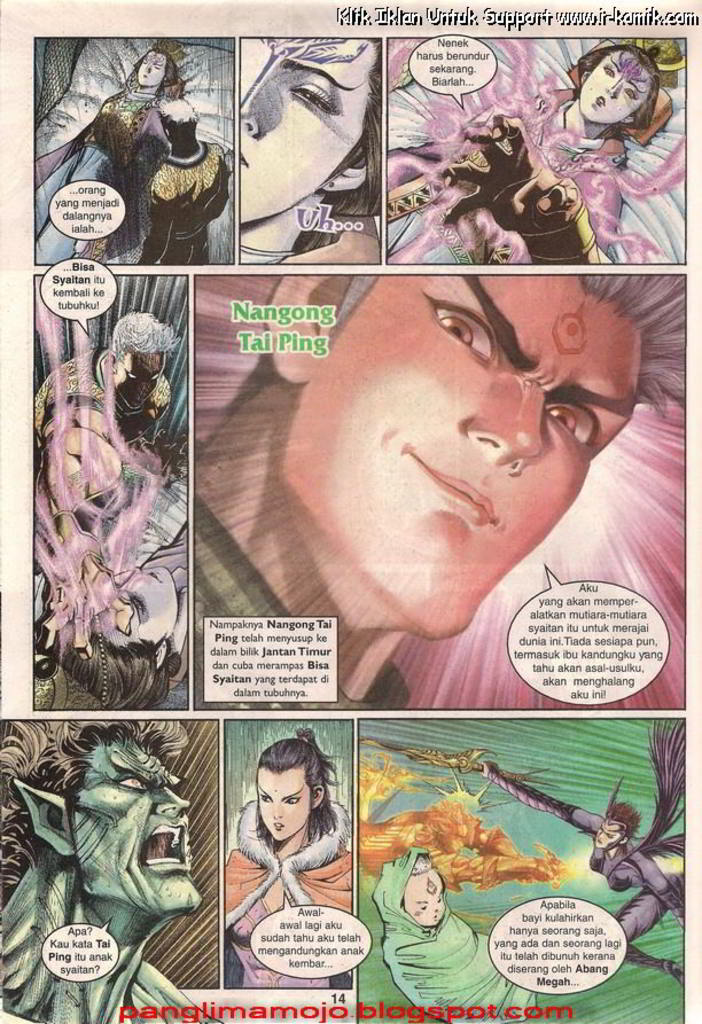 Klik Iklan Untuk Support www.ir-komik.com
...orang
yang menjadi
dalangnya
ialah...
Uh...
Nenek
harus berundur
sekarang.
Biarlah...
...Bisa
Syaitan itu
kembali ke
tubuhku!
Nangong
Tai Ping
Nampaknya Nangong Tai
Ping telah menyusup ke
dalam bilik Jantan Timur
dan cuba merampas Bisa
Syaitan yang terdapat di
dalam tubuhnya.
Aku
yang akan memper-
alatkan mutiara-mutiara
syaitan itu untuk merajai
dunia ini.Tiada sesiapa pun,
termasuk ibu kandungku yang
tahu akan asal-usulku,
akan menghalang
aku ini!
Apa?
Kau kata Tai
Ping itu anak
syaitan?
Awal-
awal lagi aku
sudah tahu aku telah
mengandungkan anak
kembar...
Apabila
bayi kulahirkan
hanya seorang saja,
yang ada dan seorang lagi
itu telah dibunuh kerana
diserang oleh Abang
Megah...
14
panglimamojo.blogspot.com